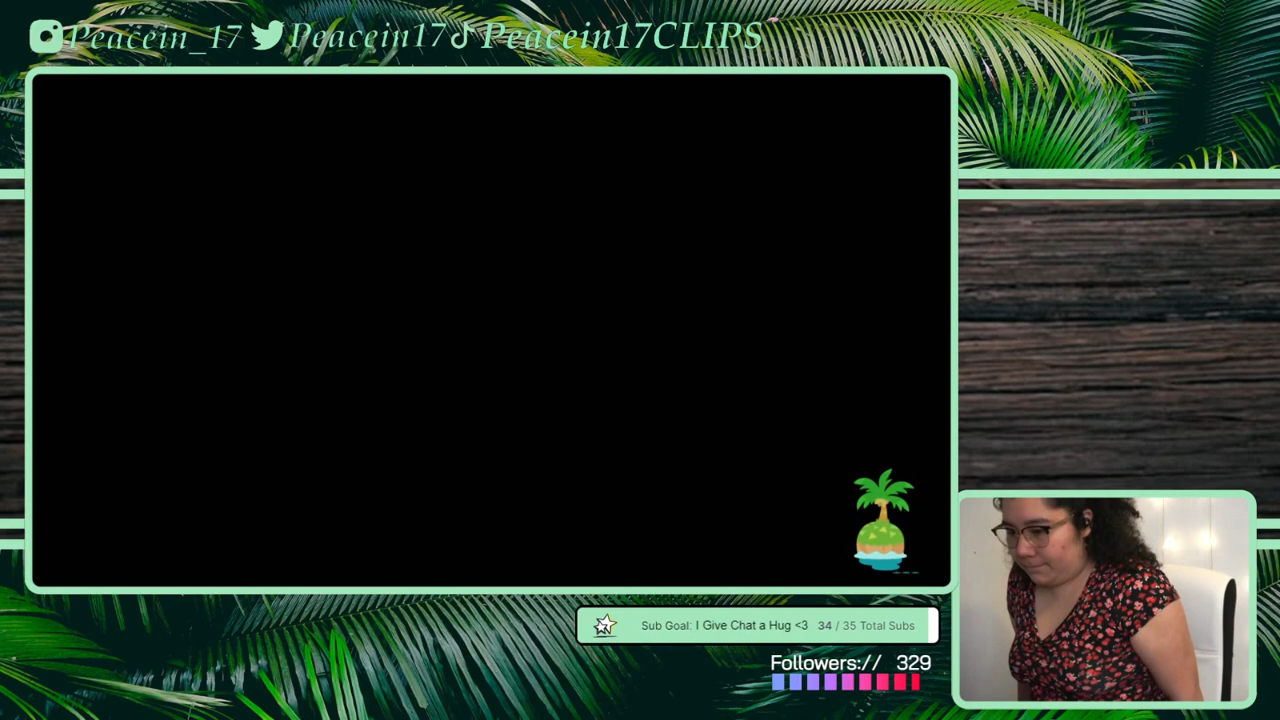 Peacein_17 Peacein17 Peacein17CLIPS
Sub Goal: I Give Chat a Hug <3 34 / 35 Total Subs
Followers:// 329